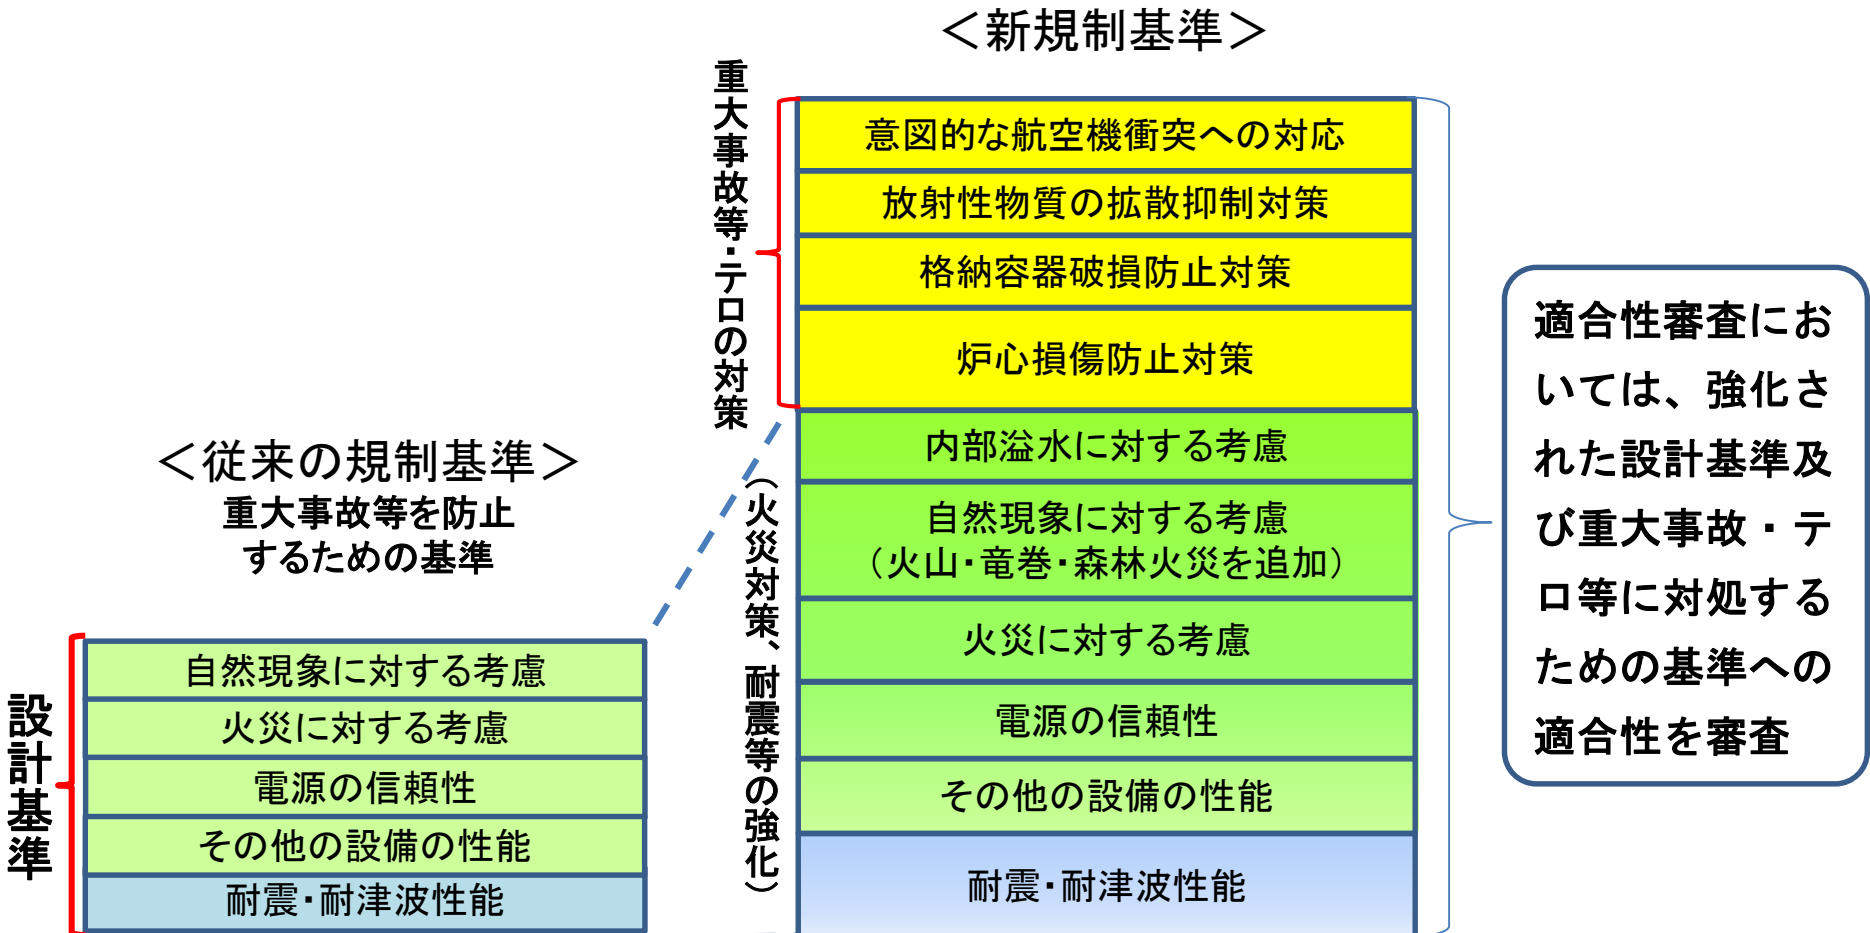 ＜新規制基準＞
重大事故等・テロの対策
意図的な航空機衝突への対応
放射性物質の拡散抑制対策
格納容器破損防止対策
炉心損傷防止対策
内部溢水に対する考慮
自然現象に対する考慮
（火山・竜巻・森林火災を追加）
火災に対する考慮
電源の信頼性
その他の設備の性能
耐震・耐津波性能
（火災対策、耐震等の強化）
＜従来の規制基準＞
重大事故等を防止
するための基準
設計基準
自然現象に対する考慮
火災に対する考慮
電源の信頼性
その他の設備の性能
耐震・耐津波性能
適合性審査にお
いては、強化さ
れた設計基準及
び重大事故・テ
ロ等に対処する
ための基準への
適合性を審査